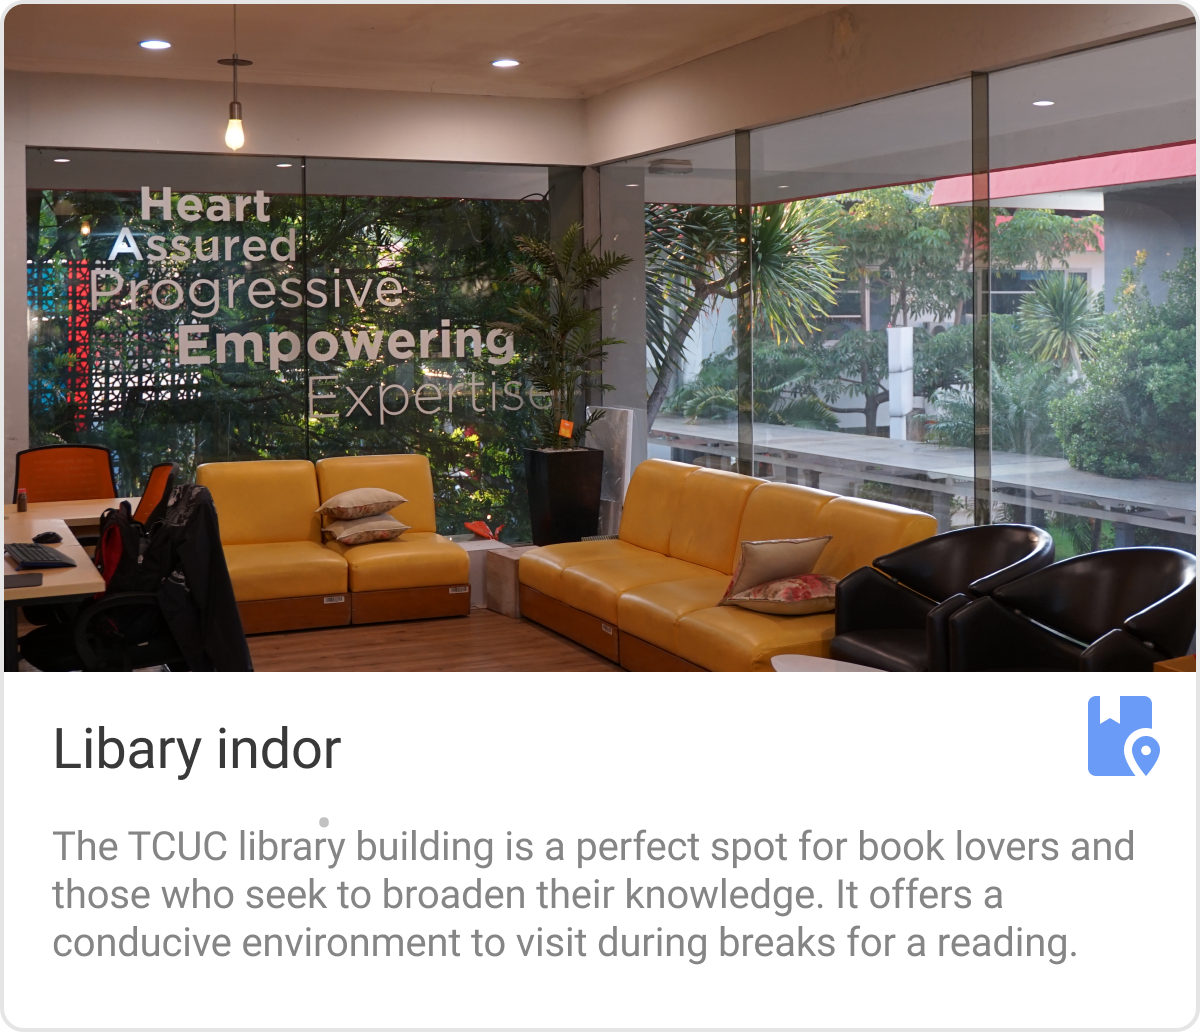 Heart
Assured
Progressive
Empowering
Expertise
Libary indor
The TCUC library building is a perfect spot for book lovers and
those who seek to broaden their knowledge. It offers a
conducive environment to visit during breaks for a reading.